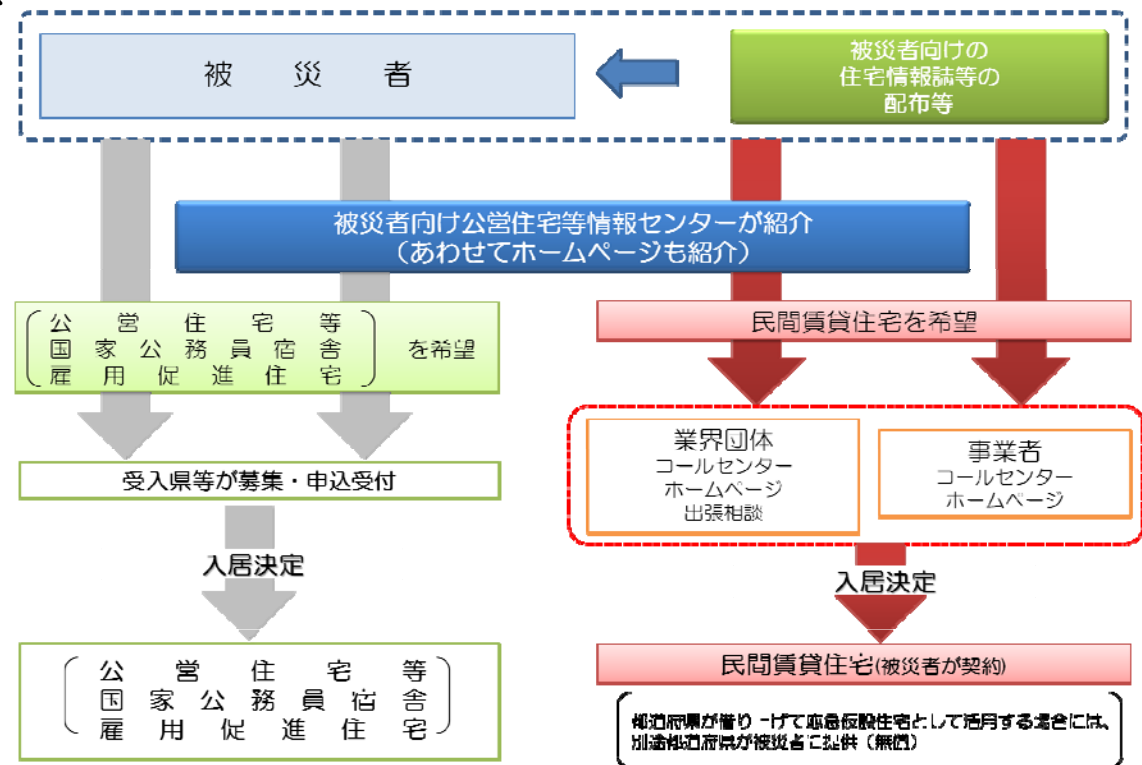 被災者
被災者向けの
住宅情報誌等の
配布等
被災者向け公営住宅等情報センターが紹介
（あわせてホームページも紹介）
公営住宅等
国家公務員宿舎
雇用促進住宅
を希望
民間賃貸住宅を希望
受入県等が募集・申込受付
業界団体
コールセンター
ホームページ
出張相談
事業者
コールセンター
ホームページ
入居決定
入居決定
公営住宅等
国家公務員宿舎
雇用促進住宅
民間賃貸住宅(被災者が契約)
都道府県が借り上げて応急仮設住宅として活用する場合には、
別途都道府県が被災者に提供（無償）